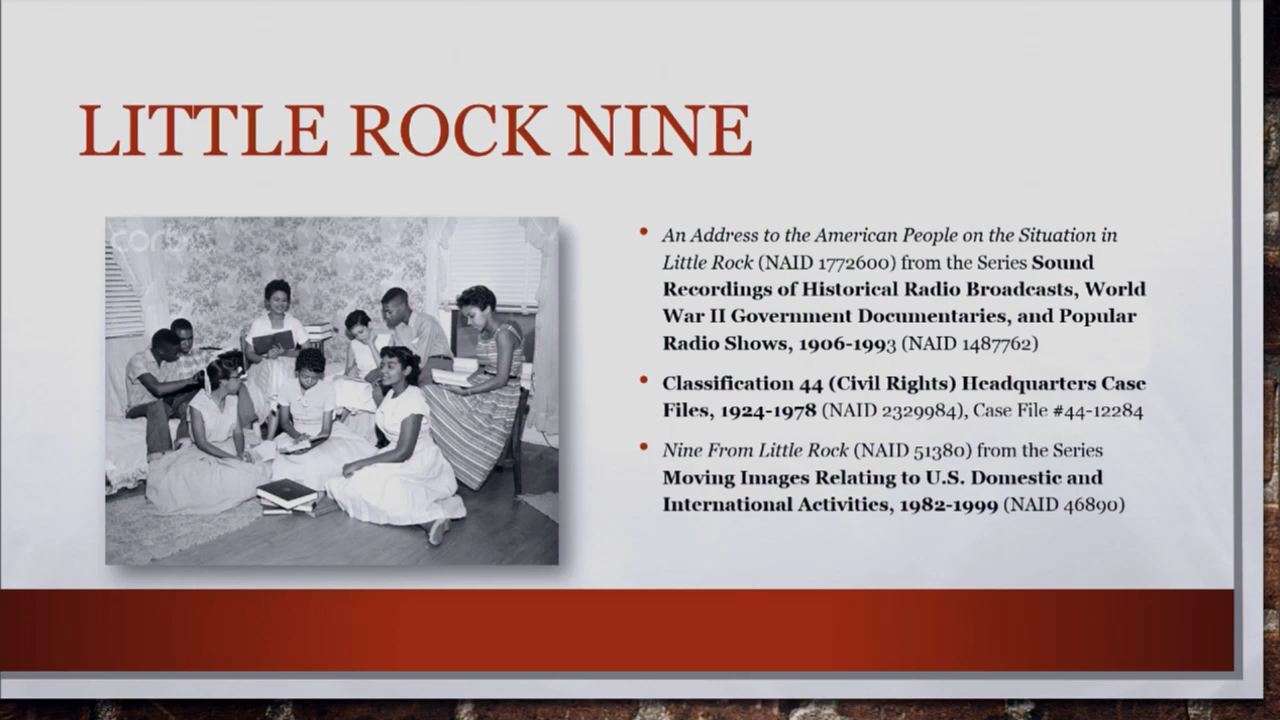 LITTLE ROCK NINE
• An Address to the American People on the Situation in
Little Rock (NAID 1772600) from the Series Sound
Recordings of Historical Radio Broadcasts, World
War II Government Documentaries, and Popular
Radio Shows, 1906-1993 (NAID 1487762)
• Classification 44 (Civil Rights) Headquarters Case
Files, 1924-1978 (NAID 2329984), Case File #44-12284
• Nine From Little Rock (NAID 51380) from the Series
Moving Images Relating to U.S. Domestic and
International Activities, 1982-1999 (NAID 46890)